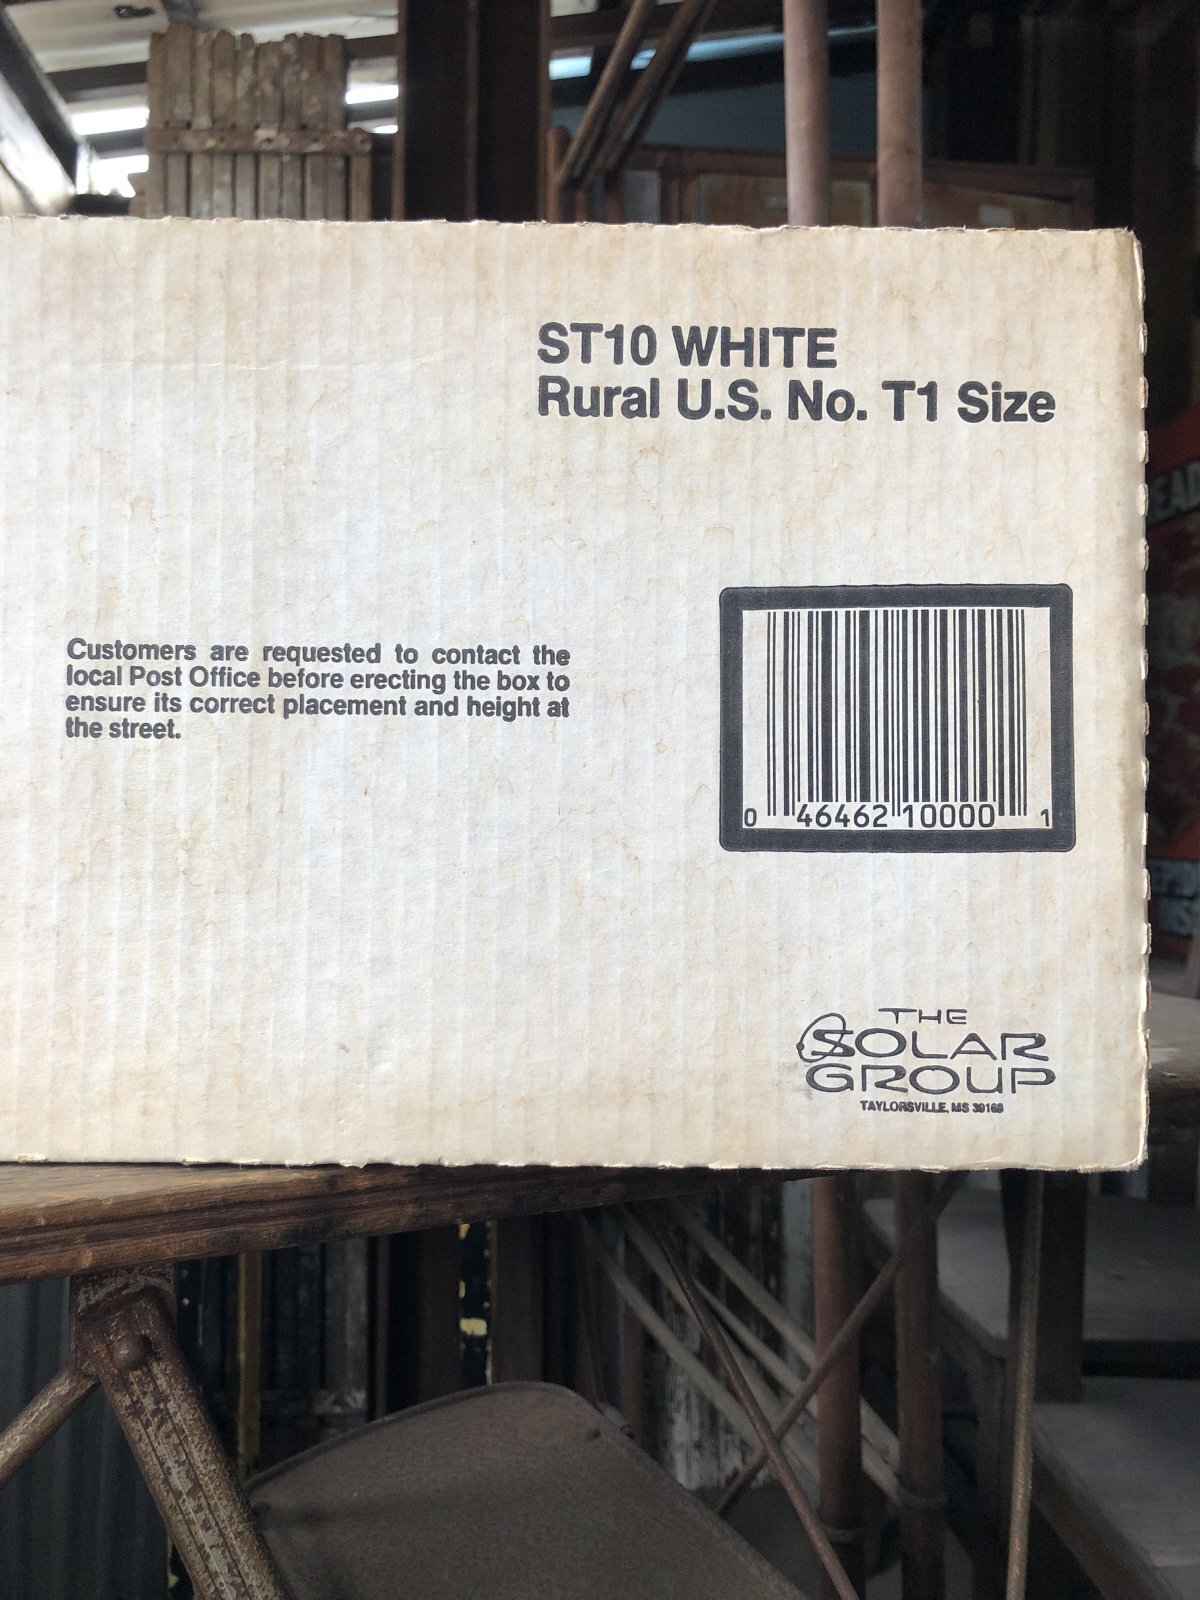 ST10 WHITE
Rural U.S. No. T1 Size
Customers are requested to contact the
local Post Office before erecting the box to
ensure its correct placement and height at
the street.
0 46462 10000 1
THE
SOLAR
GROUP
TAYLORSVILLE, MS 39168